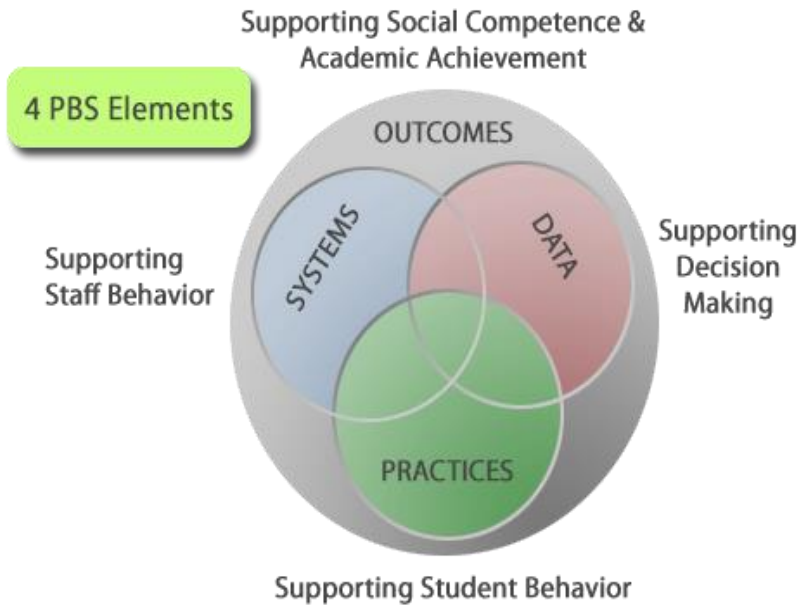 Supporting Social Competence &
Academic Achievement
4 PBS Elements
OUTCOMES
SYSTEMS
DATA
Supporting
Staff Behavior
Supporting
Decision
Making
PRACTICES
Supporting Student Behavior